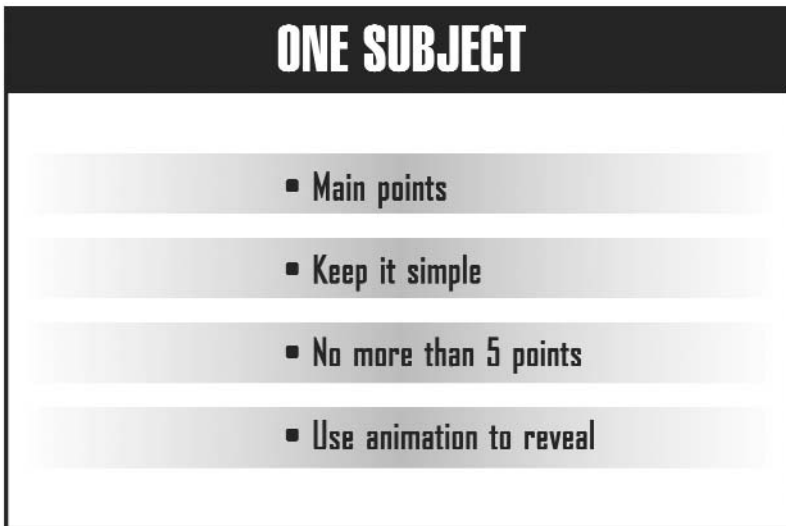 ONE SUBJECT
▪ Main points
▪ Keep it simple
▪ No more than 5 points
▪ Use animation to reveal